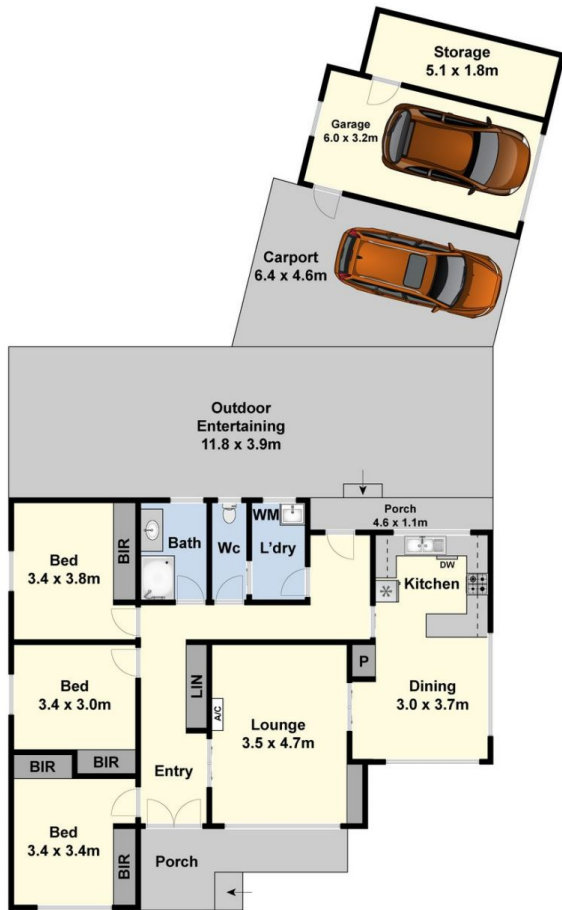 Storage
5.1 x 1.8m
Garage
6.0 x 3.2m
Carport
6.4 x 4.6m
Outdoor
Entertaining
11.8 x 3.9m
Porch
4.6 x 1.1m
Bed
3.4 x 3.8m
BIR
Bath
Wc
WM
L'dry
Kitchen
DW
Bed
3.4 x 3.0m
BIR
BIR
LIN
A/C
Lounge
3.5 x 4.7m
P
Dining
3.0 x 3.7m
Entry
Bed
3.4 x 3.4m
BIR
Porch